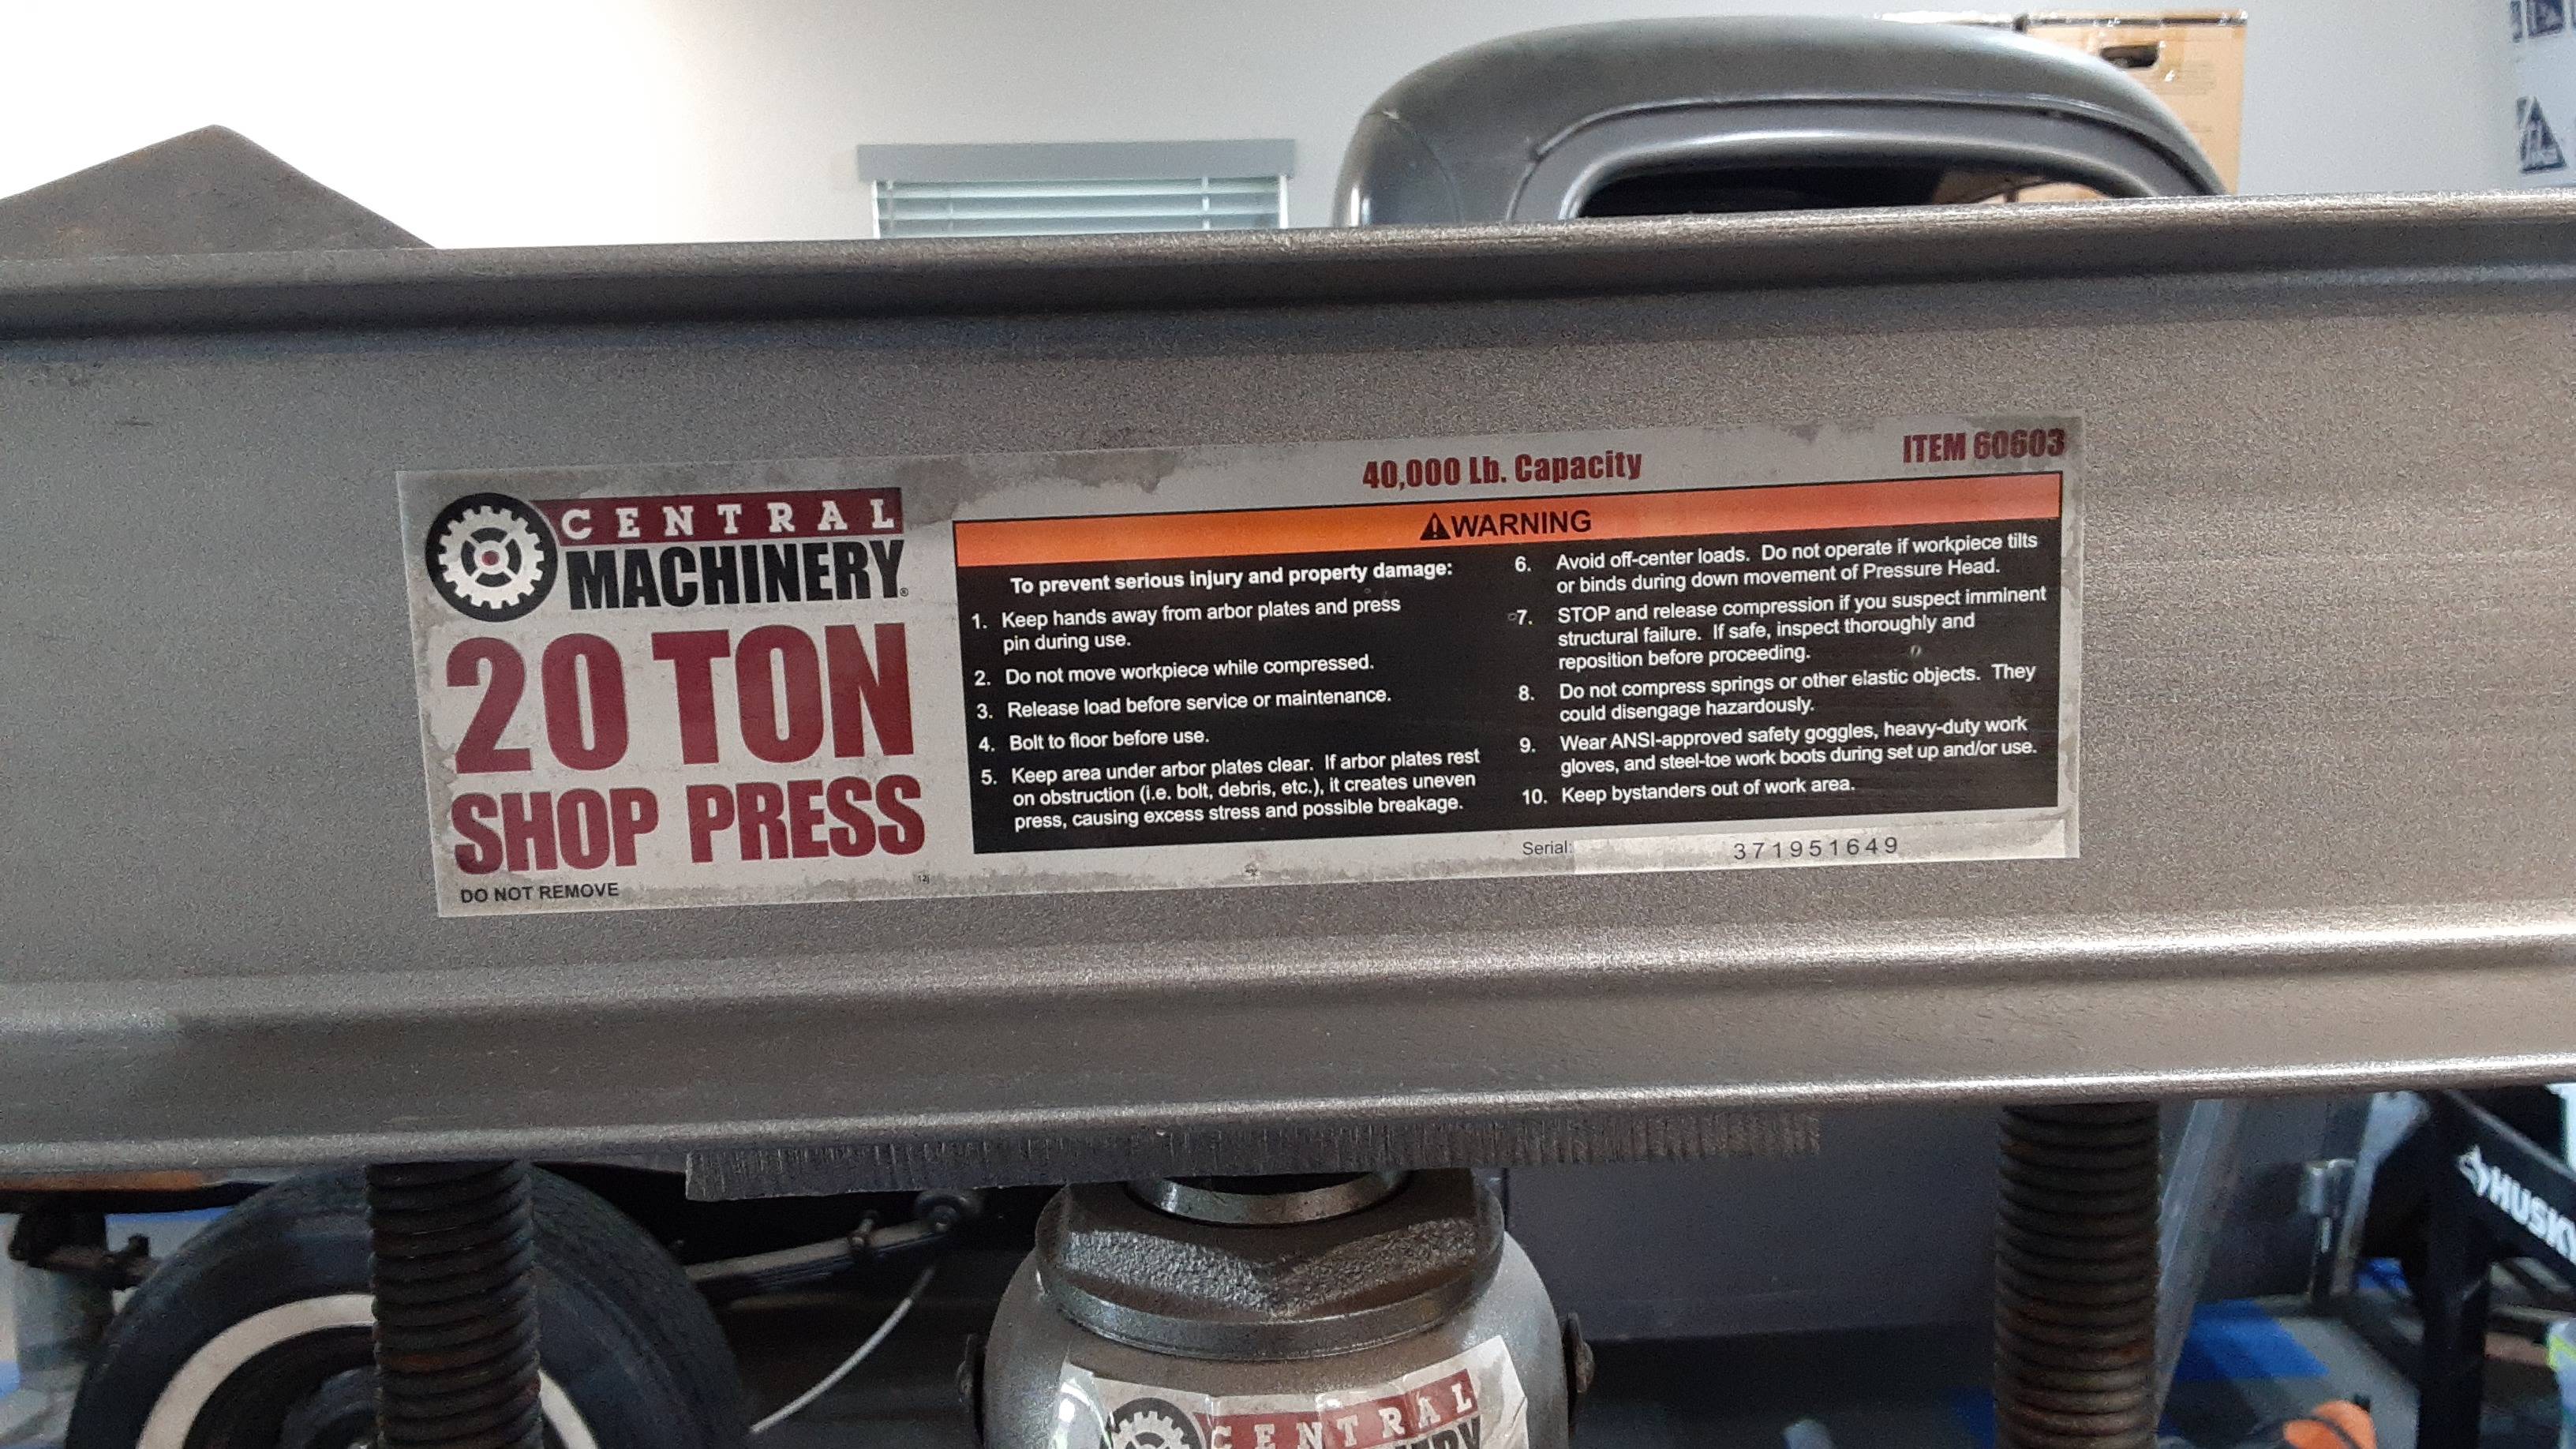 CENTRAL
MACHINERY®
20 TON
SHOP PRESS
DO NOT REMOVE
12j
40,000 Lb. Capacity
ITEM 60603
⚠WARNING
To prevent serious injury and property damage:
1. Keep hands away from arbor plates and press
pin during use.
2. Do not move workpiece while compressed.
3. Release load before service or maintenance.
4. Bolt to floor before use.
5. Keep area under arbor plates clear. If arbor plates rest
on obstruction (i.e. bolt, debris, etc.), it creates uneven
press, causing excess stress and possible breakage.
6. Avoid off-center loads. Do not operate if workpiece tilts
or binds during down movement of Pressure Head.
7. STOP and release compression if you suspect imminent
structural failure. If safe, inspect thoroughly and
reposition before proceeding.
8. Do not compress springs or other elastic objects. They
could disengage hazardously.
9. Wear ANSI-approved safety goggles, heavy-duty work
gloves, and steel-toe work boots during set up and/or use.
10. Keep bystanders out of work area.
Serial: 371951649
HUSKY
CENTRAL